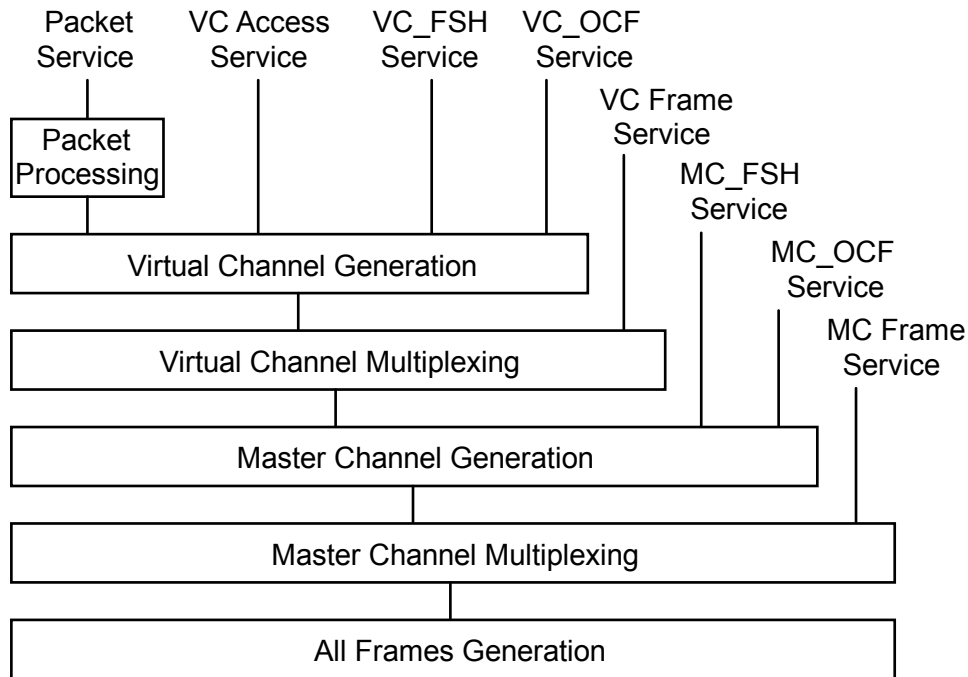 Packet
Service
VC Access
Service
VC_FSH
Service
VC_OCF
Service
VC Frame
Service
Packet
Processing
MC_FSH
Service
Virtual Channel Generation
MC_OCF
Service
MC Frame
Service
Virtual Channel Multiplexing
Master Channel Generation
Master Channel Multiplexing
All Frames Generation